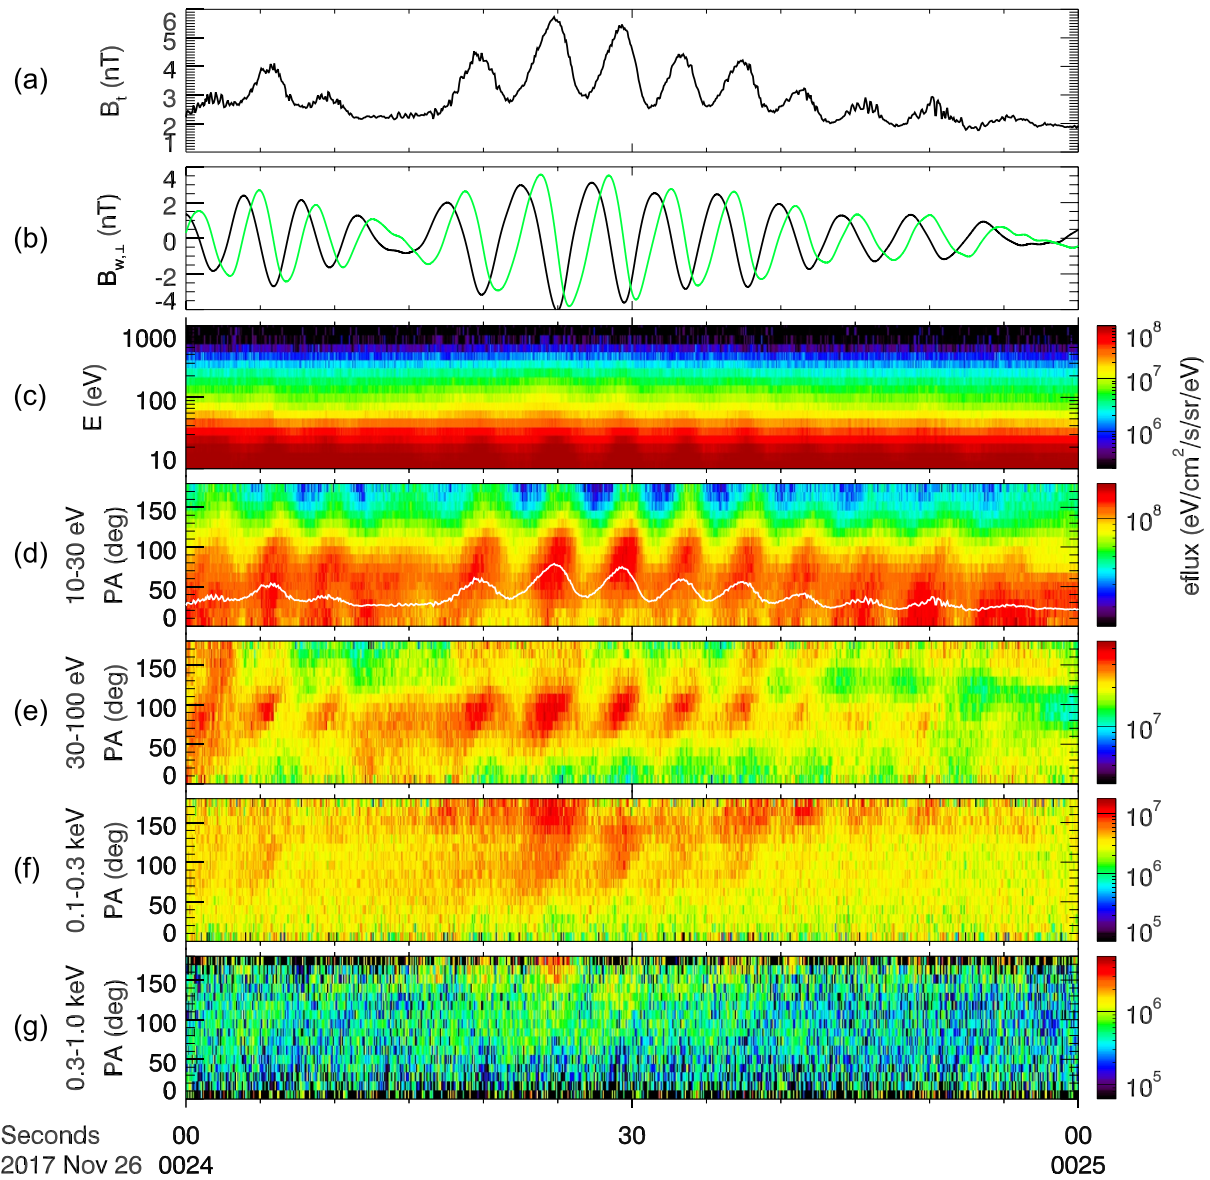 (a)
B_t (nT)
6
5
4
3
2
1
(b)
B_w,⊥ (nT)
4
2
0
-2
-4
(c)
E (eV)
1000
100
10
10^8
10^7
10^6
(d)
10-30 eV
PA (deg)
150
100
50
0
10^8
eflux (eV/cm^2/s/sr/eV)
(e)
30-100 eV
PA (deg)
150
100
50
0
10^7
(f)
0.1-0.3 keV
PA (deg)
150
100
50
0
10^7
10^6
10^5
(g)
0.3-1.0 keV
PA (deg)
150
100
50
0
10^6
10^5
Seconds 00 30 00
2017 Nov 26 0024 0025